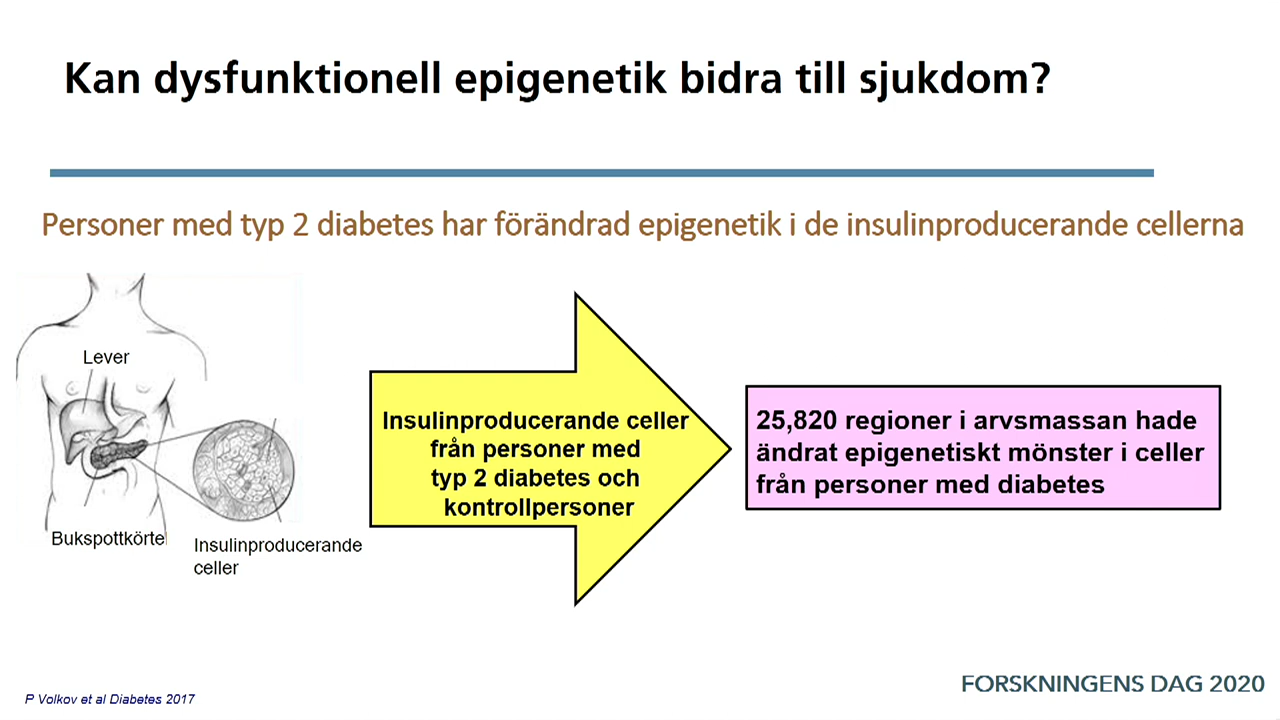 Kan dysfunktionell epigenetik bidra till sjukdom?
Personer med typ 2 diabetes har förändrad epigenetik i de insulinproducerande cellerna
Lever
Bukspottkörtel
Insulinproducerande
celler
Insulinproducerande celler
från personer med
typ 2 diabetes och
kontrollpersoner
25,820 regioner i arvsmassan hade
ändrat epigenetiskt mönster i celler
från personer med diabetes
P Volkov et al Diabetes 2017
FORSKNINGENS DAG 2020